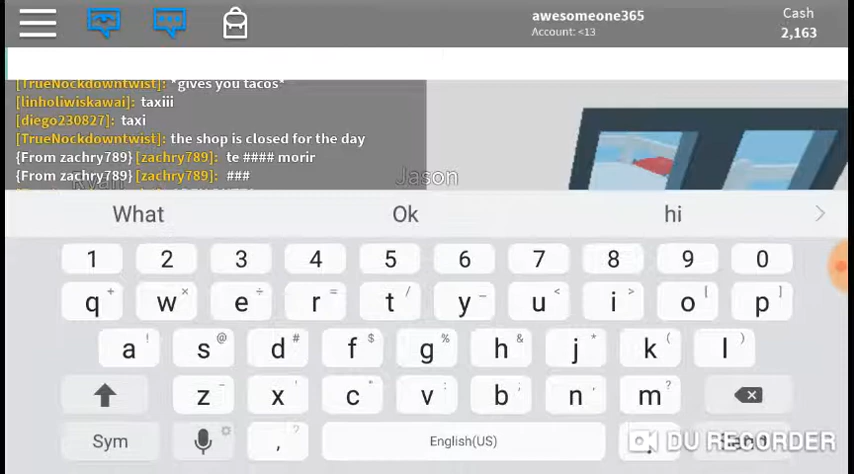 awesomeone365
Account: <13
Cash
2,163
[TrueNockdowntwist]: *gives you tacos*
[linholiwiskawai]: taxiii
[diego230827]: taxi
[TrueNockdowntwist]: the shop is closed for the day
{From zachry789} [zachry789]: te #### morir
{From zachry789} [zachry789]: ###
Ryan
Jason
What Ok hi >
1 2 3 4 5 6 7 8 9 0
q + w × e ÷ r = t / y _ u < i > o [ p ]
a ! s @ d # f $ g % h & j * k ( l )
z - x ' c " v : b ; n , m ?
Sym , ? English(US) . Send
DU RECORDER